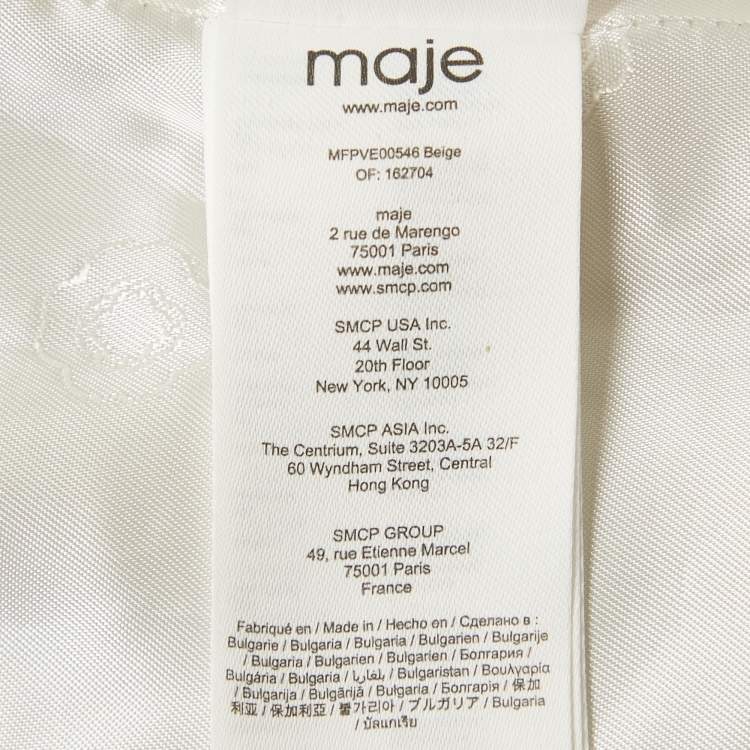 maje
www.maje.com
MFPVE00546 Beige
OF: 162704
maje
2 rue de Marengo
75001 Paris
www.maje.com
www.smcp.com
SMCP USA Inc.
44 Wall St.
20th Floor
New York, NY 10005
SMCP ASIA Inc.
The Centrium, Suite 3203A-5A 32/F
60 Wyndham Street, Central
Hong Kong
SMCP GROUP
49, rue Etienne Marcel
75001 Paris
France
Fabriqué en / Made in / Hecho en / Сделано в :
Bulgarie / Bulgaria / Bulgaria / Bulgarien / Bulgarije
/ Bulgaria / Bulgarien / Bulgarien / Болгария /
Bulgária / Bulgaria / بلغاريا / Bulgaristan / Βουλγαρία
/ Bulgarija / Bulgārijā / Bulgaria / Болгарія / 保加
利亚 / 保加利亞 / 불가리아 / ブルガリア / Bulgaria
/ บัลแกเรีย